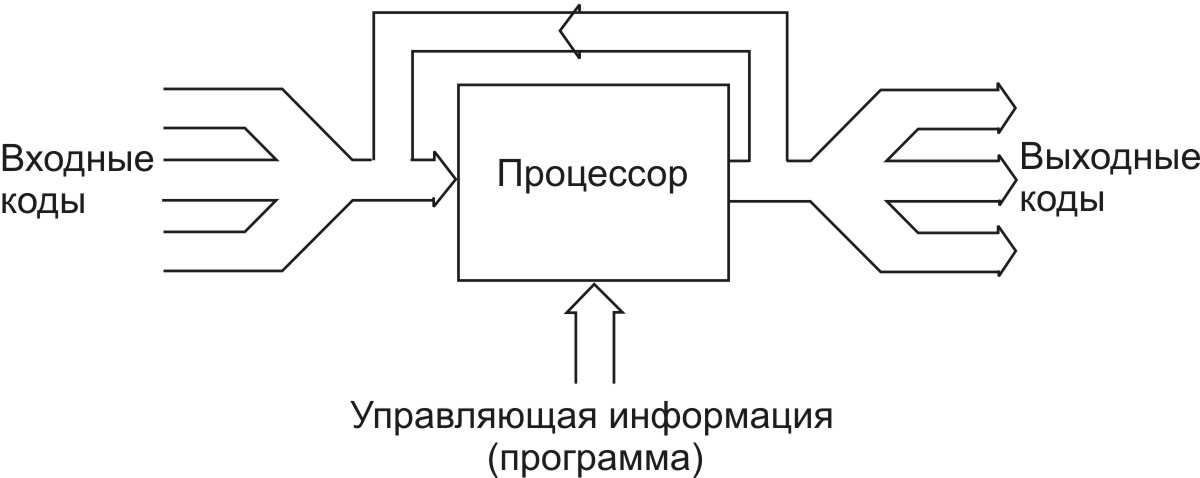 Входные
коды
Процессор
Выходные
коды
Управляющая информация
(программа)